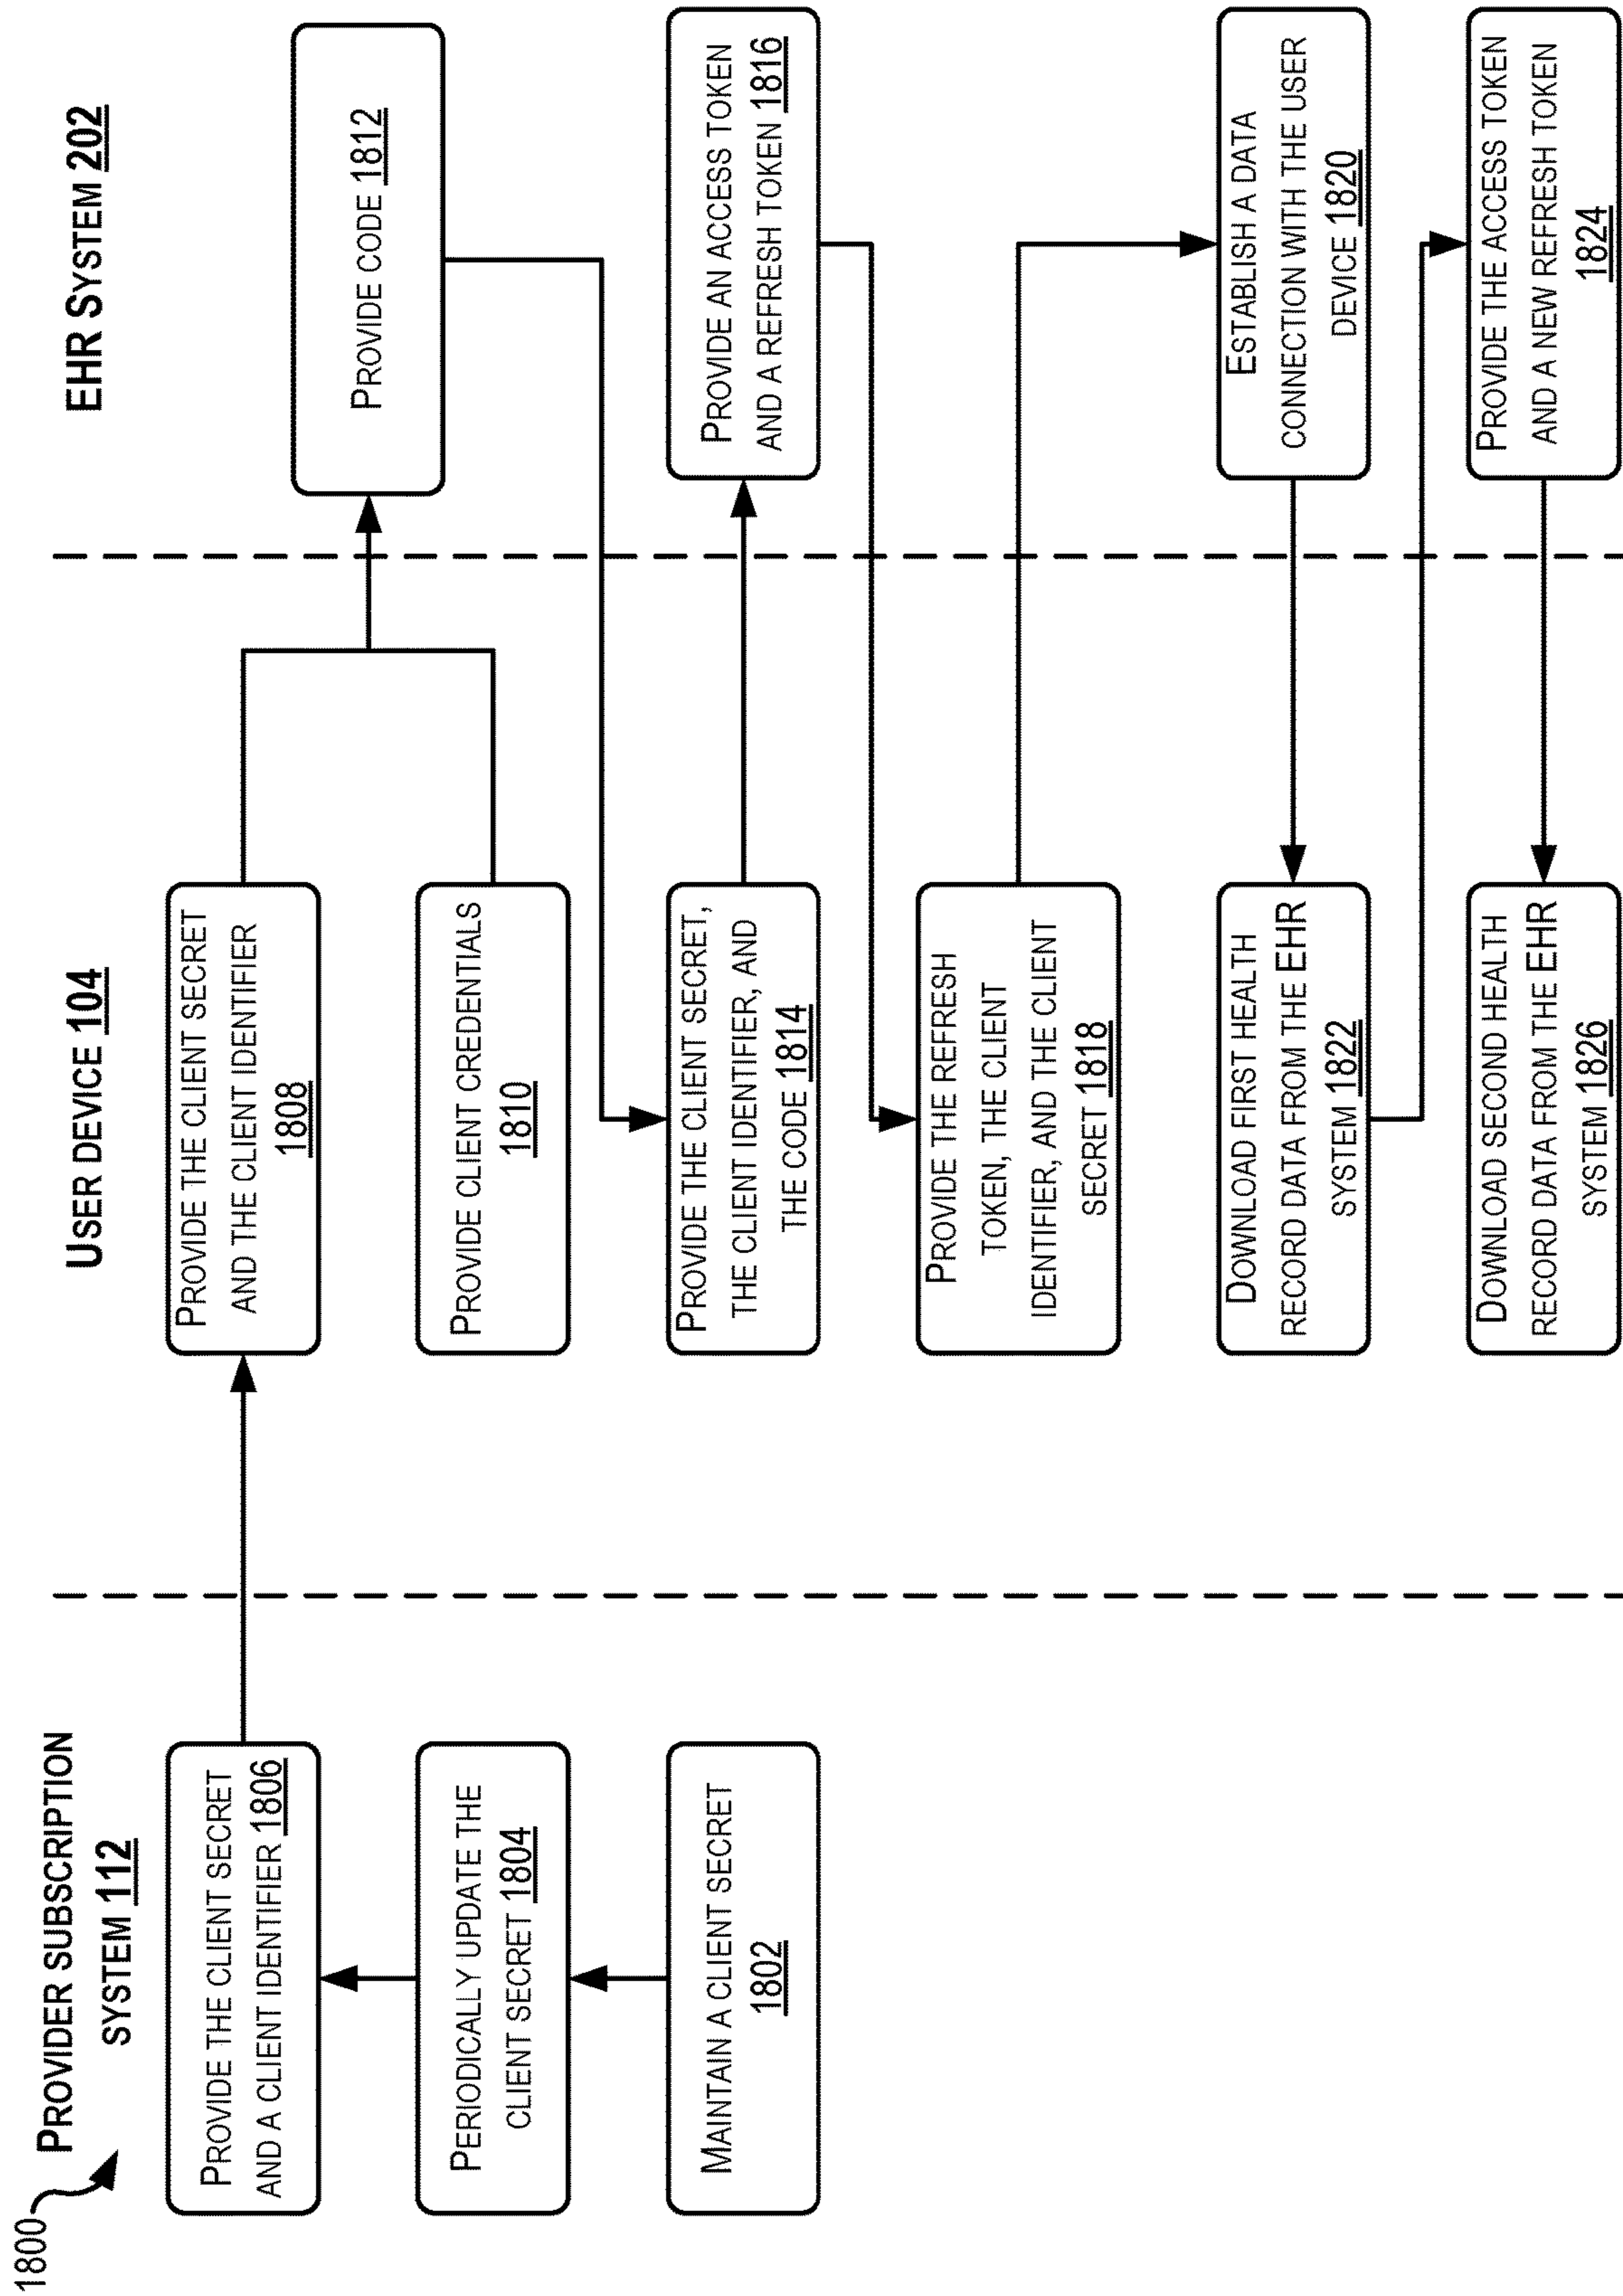 1800
PROVIDER SUBSCRIPTION
SYSTEM 112
USER DEVICE 104
EHR SYSTEM 202
PROVIDE THE CLIENT SECRET
AND A CLIENT IDENTIFIER 1806
PERIODICALLY UPDATE THE
CLIENT SECRET 1804
MAINTAIN A CLIENT SECRET
1802
PROVIDE THE CLIENT SECRET
AND THE CLIENT IDENTIFIER
1808
PROVIDE CLIENT CREDENTIALS
1810
PROVIDE CODE 1812
PROVIDE THE CLIENT SECRET,
THE CLIENT IDENTIFIER, AND
THE CODE 1814
PROVIDE AN ACCESS TOKEN
AND A REFRESH TOKEN 1816
PROVIDE THE REFRESH
TOKEN, THE CLIENT
IDENTIFIER, AND THE CLIENT
SECRET 1818
ESTABLISH A DATA
CONNECTION WITH THE USER
DEVICE 1820
DOWNLOAD FIRST HEALTH
RECORD DATA FROM THE EHR
SYSTEM 1822
PROVIDE THE ACCESS TOKEN
AND A NEW REFRESH TOKEN
1824
DOWNLOAD SECOND HEALTH
RECORD DATA FROM THE EHR
SYSTEM 1826